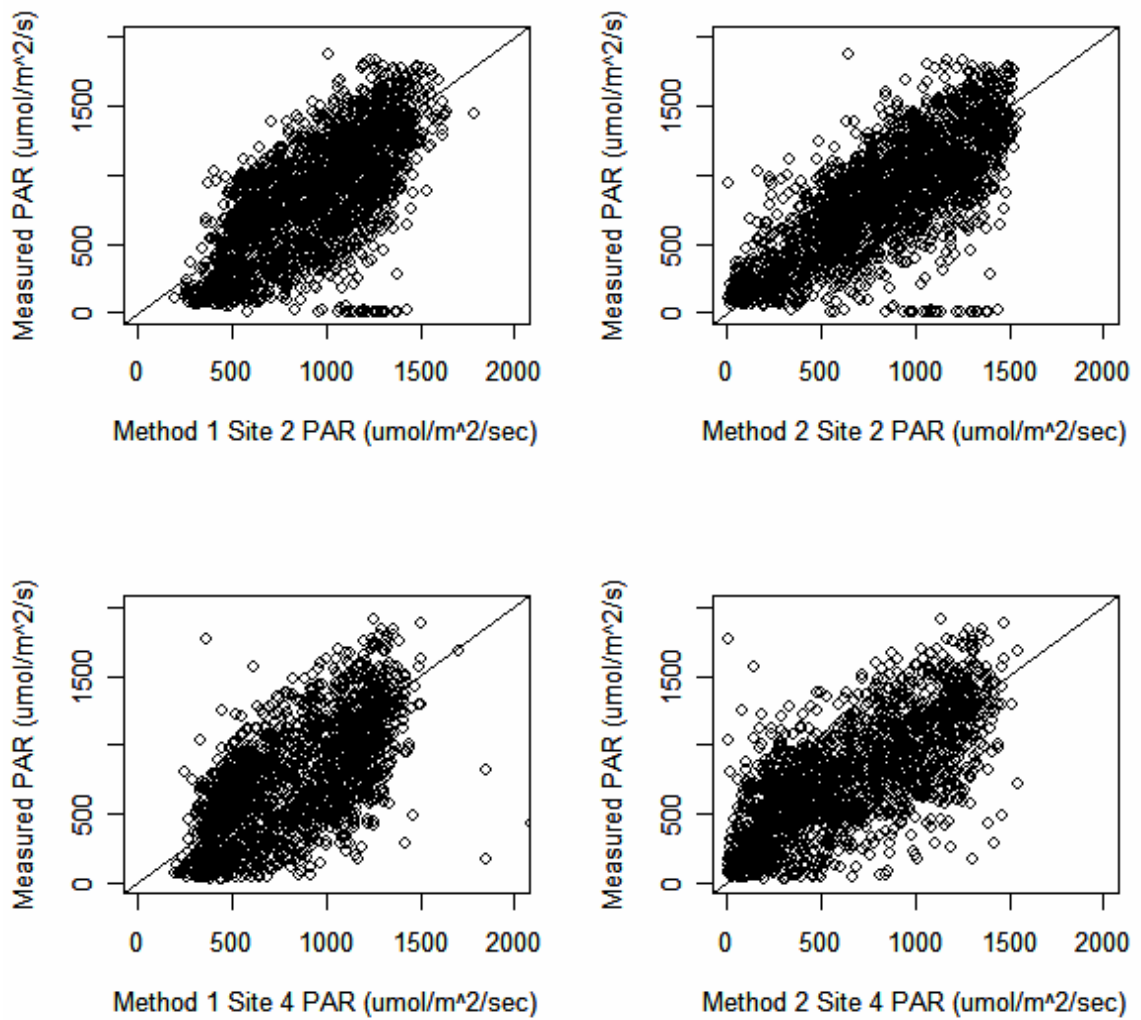 Measured PAR (umol/m^2/s)
0 500 1500
0 500 1000 1500 2000
Method 1 Site 2 PAR (umol/m^2/sec)
Measured PAR (umol/m^2/s)
0 500 1500
0 500 1000 1500 2000
Method 2 Site 2 PAR (umol/m^2/sec)
Measured PAR (umol/m^2/s)
0 500 1500
0 500 1000 1500 2000
Method 1 Site 4 PAR (umol/m^2/sec)
Measured PAR (umol/m^2/s)
0 500 1500
0 500 1000 1500 2000
Method 2 Site 4 PAR (umol/m^2/sec)